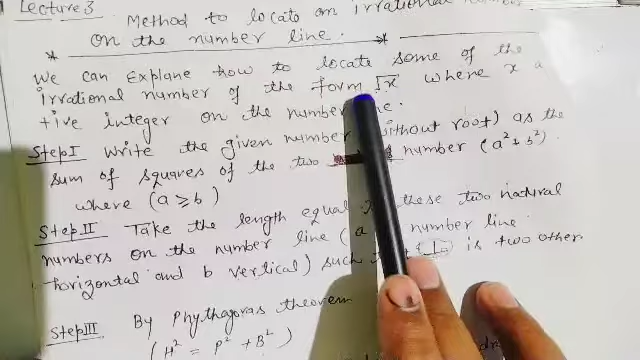 Lecture 3
Method to locate an irrational number
on the number line.
We can Explane how to locate some of the
irrational number of the form √x where x a
+ive integer on the number
Step I Write the given number without root) as the
sum of squares of the two number (a²+b²)
where (a ≥ b)
Step II Take the length equal these two natural
numbers on the number line (a number line
horizontal and b vertical) such is two other
Step III By Phythagoras theorem
(H² = P² + B²